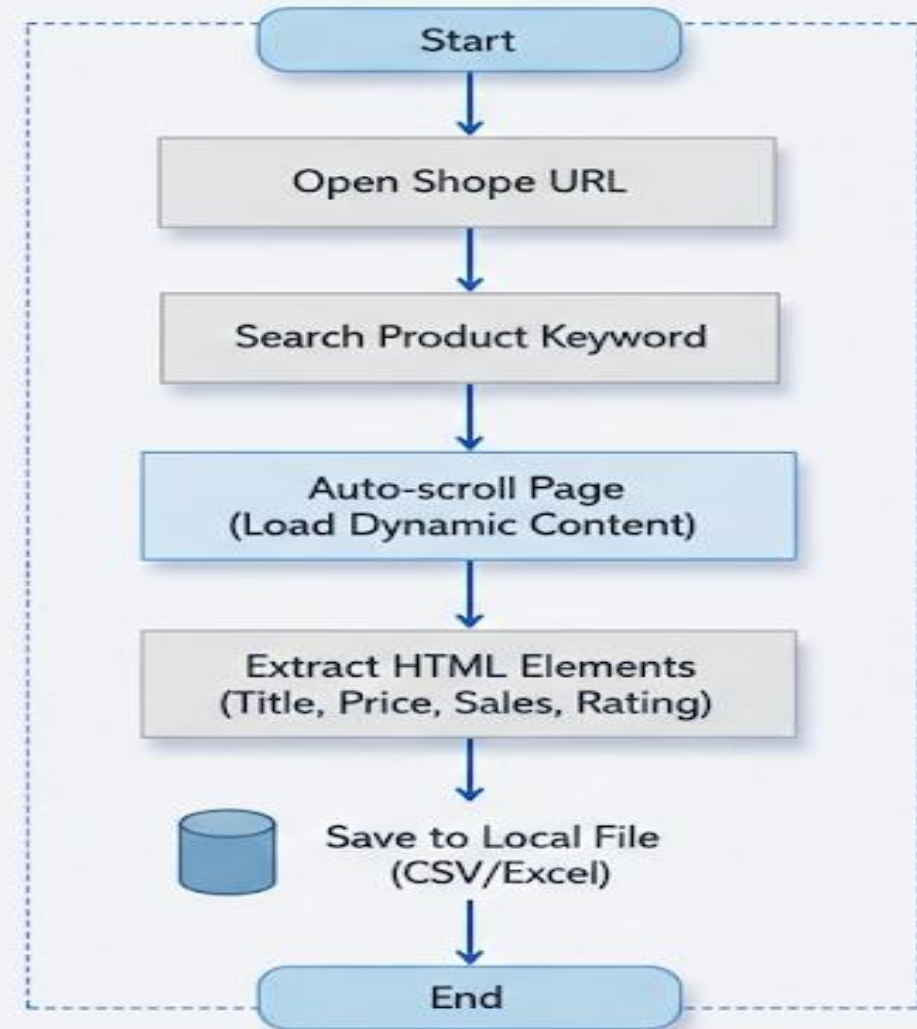 Start
Open Shope URL
Search Product Keyword
Auto-scroll Page
(Load Dynamic Content)
Extract HTML Elements
(Title, Price, Sales, Rating)
Save to Local File
(CSV/Excel)
End